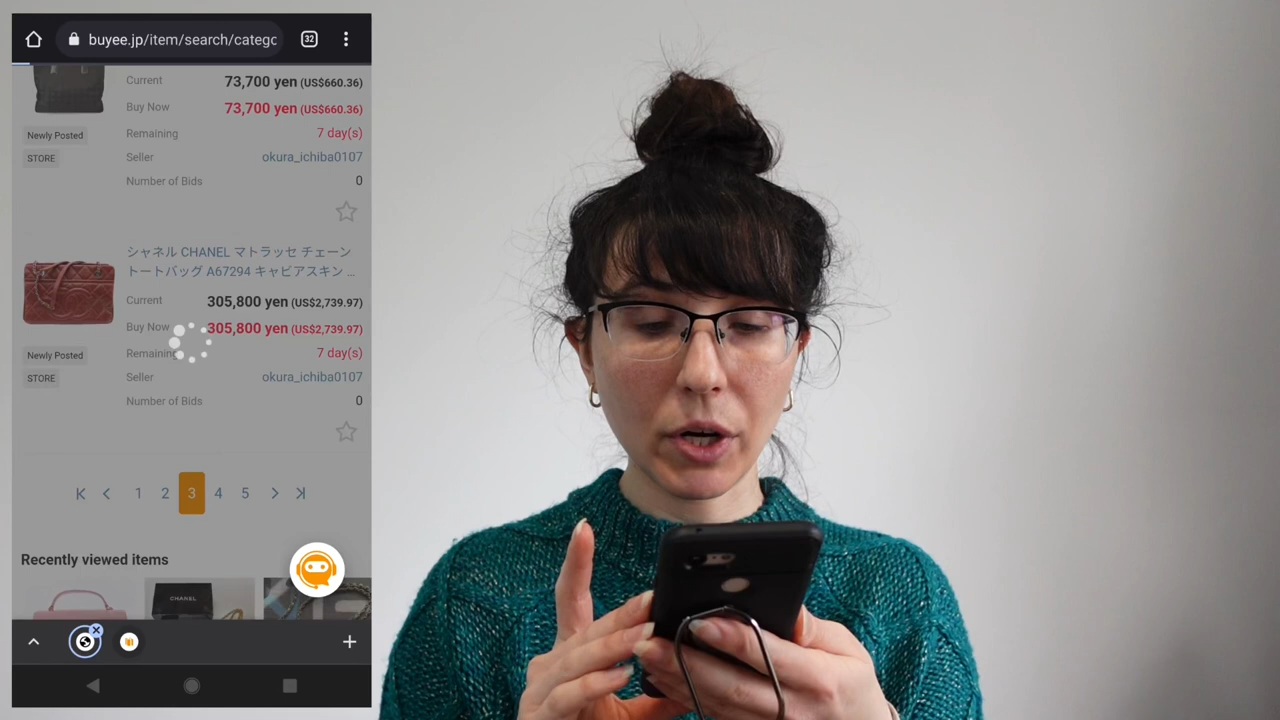 buyee.jp/item/search/catego
32
Current 73,700 yen (US$660.36)
Buy Now 73,700 yen (US$660.36)
Newly Posted
Remaining 7 day(s)
STORE
Seller okura_ichiba0107
Number of Bids 0
シャネル CHANEL マトラッセ チェーン
トートバッグ A67294 キャビアスキン ...
Current 305,800 yen (US$2,739.97)
Buy Now 305,800 yen (US$2,739.97)
Newly Posted
Remaining 7 day(s)
STORE
Seller okura_ichiba0107
Number of Bids 0
1 2 3 4 5
Recently viewed items
CHANEL